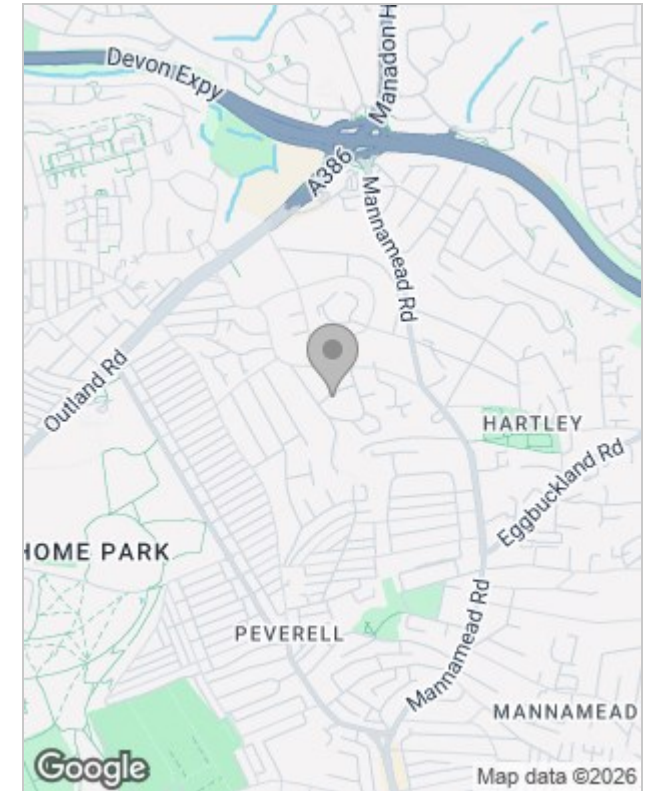 Devon Expy
Manadon H
A386
Mannamead Rd
Outland Rd
HARTLEY
Eggbuckland Rd
HOME PARK
PEVERELL
Mannamead Rd
MANNAMEAD
Google
Map data ©2026